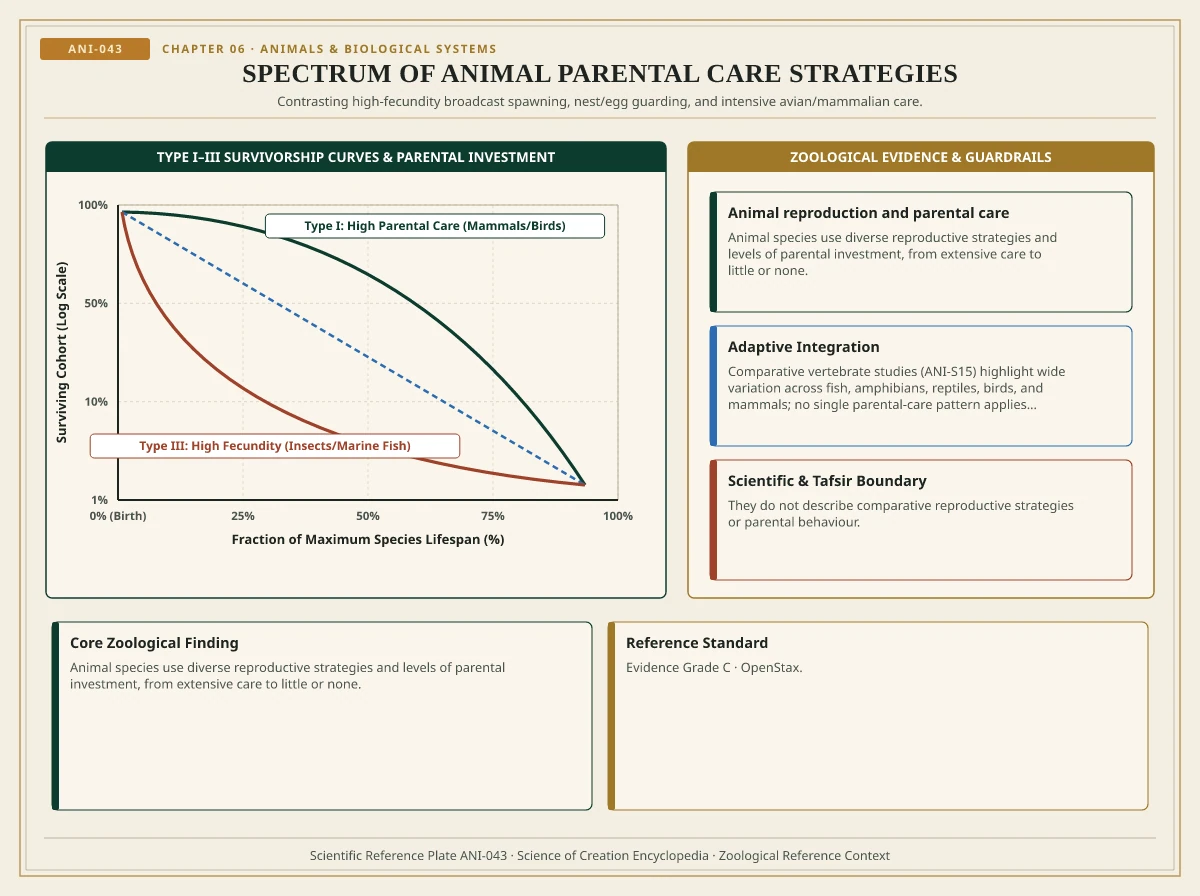 ANI-043
CHAPTER 06 · ANIMALS & BIOLOGICAL SYSTEMS
SPECTRUM OF ANIMAL PARENTAL CARE STRATEGIES
Contrasting high-fecundity broadcast spawning, nest/egg guarding, and intensive avian/mammalian care.
TYPE I–III SURVIVORSHIP CURVES & PARENTAL INVESTMENT
Surviving Cohort (Log Scale)
100%
50%
10%
1%
Type I: High Parental Care (Mammals/Birds)
Type III: High Fecundity (Insects/Marine Fish)
0% (Birth)
25%
50%
75%
100%
Fraction of Maximum Species Lifespan (%)
ZOOLOGICAL EVIDENCE & GUARDRAILS
Animal reproduction and parental care
Animal species use diverse reproductive strategies and
levels of parental investment, from extensive care to
little or none.
Adaptive Integration
Comparative vertebrate studies (ANI-S15) highlight wide
variation across fish, amphibians, reptiles, birds, and
mammals; no single parental-care pattern applies…
Scientific & Tafsir Boundary
They do not describe comparative reproductive strategies
or parental behaviour.
Core Zoological Finding
Animal species use diverse reproductive strategies and levels of parental
investment, from extensive care to little or none.
Reference Standard
Evidence Grade C · OpenStax.
Scientific Reference Plate ANI-043 · Science of Creation Encyclopedia · Zoological Reference Context